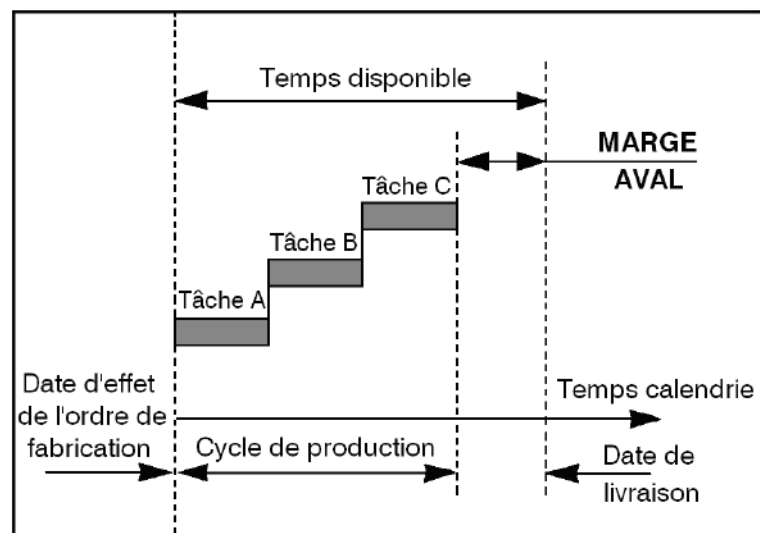 Temps disponible
MARGE
AVAL
Tâche C
Tâche B
Tâche A
Date d'effet
de l'ordre de
fabrication
Temps calendrie
Cycle de production
Date de
livraison